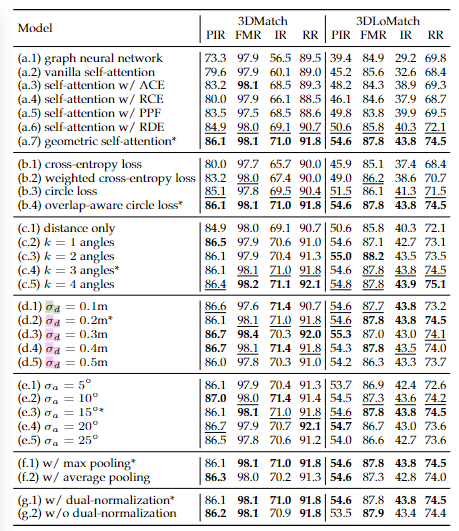 3DMatch 3DLoMatch
Model PIR FMR IR RR PIR FMR IR RR
(a.1) graph neural network 73.3 97.9 56.5 89.5 39.4 84.9 29.2 69.8
(a.2) vanilla self-attention 79.6 97.9 60.1 89.0 45.2 85.6 32.6 68.4
(a.3) self-attention w/ ACE 83.2 98.1 68.5 89.3 48.2 84.3 38.9 69.3
(a.4) self-attention w/ RCE 80.0 97.9 66.1 88.5 46.1 84.6 37.9 68.7
(a.5) self-attention w/ PPF 83.5 97.5 68.5 88.6 49.8 83.8 39.9 69.5
(a.6) self-attention w/ RDE 84.9 98.0 69.1 90.7 50.6 85.8 40.3 72.1
(a.7) geometric self-attention* 86.1 98.1 71.0 91.8 54.6 87.8 43.8 74.5
(b.1) cross-entropy loss 80.0 97.7 65.7 90.0 45.9 85.1 37.4 68.4
(b.2) weighted cross-entropy loss 83.2 98.0 67.4 90.0 49.0 86.2 38.6 70.7
(b.3) circle loss 85.1 97.8 69.5 90.4 51.5 86.1 41.3 71.5
(b.4) overlap-aware circle loss* 86.1 98.1 71.0 91.8 54.6 87.8 43.8 74.5
(c.1) distance only 84.9 98.0 69.1 90.7 50.6 85.8 40.3 72.1
(c.2) k = 1 angles 86.5 97.9 70.6 91.0 54.6 87.1 42.7 73.1
(c.3) k = 2 angles 86.1 97.9 70.4 91.3 55.0 88.2 43.5 73.5
(c.4) k = 3 angles* 86.1 98.1 71.0 91.8 54.6 87.8 43.8 74.5
(c.5) k = 4 angles 86.4 98.2 71.1 92.1 54.8 87.8 43.9 75.1
(d.1) σd = 0.1m 86.6 97.6 71.4 90.7 54.6 87.7 43.8 73.2
(d.2) σd = 0.2m* 86.1 98.1 71.0 91.8 54.6 87.8 43.8 74.5
(d.3) σd = 0.3m 86.7 98.4 70.3 92.0 55.3 87.0 43.0 74.1
(d.4) σd = 0.4m 86.7 98.1 71.4 91.8 54.3 87.8 43.5 74.0
(d.5) σd = 0.5m 86.0 97.8 70.3 91.0 54.2 86.3 43.3 73.7
(e.1) σa = 5° 86.1 97.9 70.4 91.3 53.7 86.9 42.4 72.6
(e.2) σa = 10° 87.0 98.0 71.4 91.4 54.5 87.3 43.6 74.2
(e.3) σa = 15°* 86.1 98.1 71.0 91.8 54.6 87.8 43.8 74.5
(e.4) σa = 20° 86.7 97.9 70.7 92.1 54.7 86.7 43.0 73.6
(e.5) σa = 25° 86.5 97.8 70.6 91.2 54.0 86.6 42.7 73.6
(f.1) w/ max pooling* 86.1 98.1 71.0 91.8 54.6 87.8 43.8 74.5
(f.2) w/ average pooling 86.3 98.0 70.2 91.3 54.6 87.3 42.8 74.0
(g.1) w/ dual-normalization* 86.1 98.1 71.0 91.8 54.6 87.8 43.8 74.5
(g.2) w/o dual-normalization 86.2 98.1 70.9 91.8 53.5 87.9 43.4 74.4